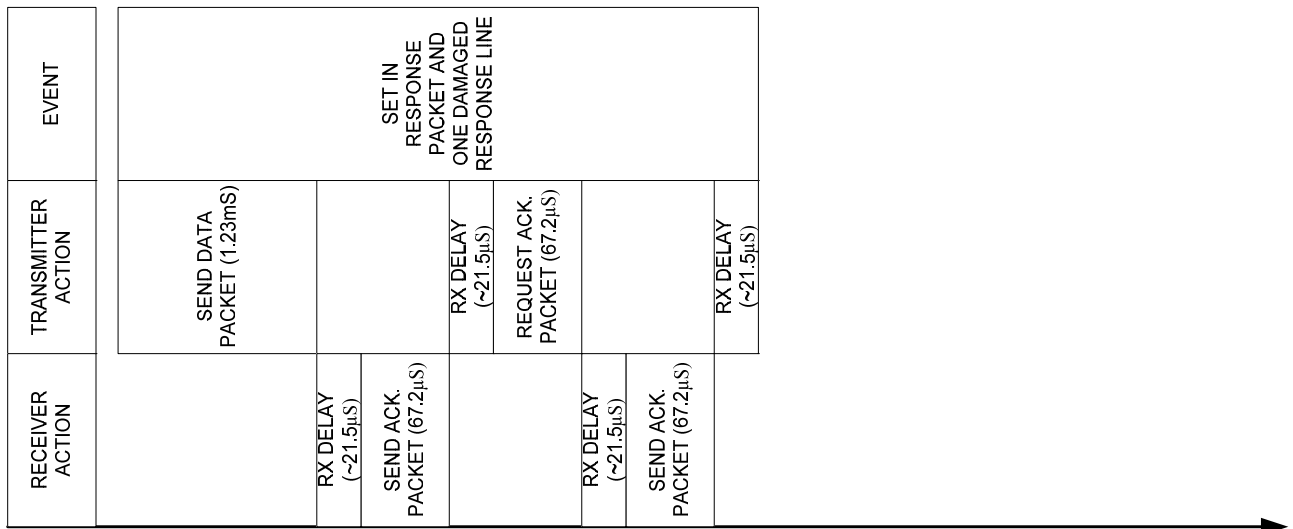 EVENT
SET IN
RESPONSE
PACKET AND
ONE DAMAGED
RESPONSE LINE
TRANSMITTER
ACTION
SEND DATA
PACKET (1.23mS)
RX DELAY
(~21.5µS)
REQUEST ACK.
PACKET (67.2µS)
RX DELAY
(~21.5µS)
RECEIVER
ACTION
RX DELAY
(~21.5µS)
SEND ACK.
PACKET (67.2µS)
RX DELAY
(~21.5µS)
SEND ACK.
PACKET (67.2µS)